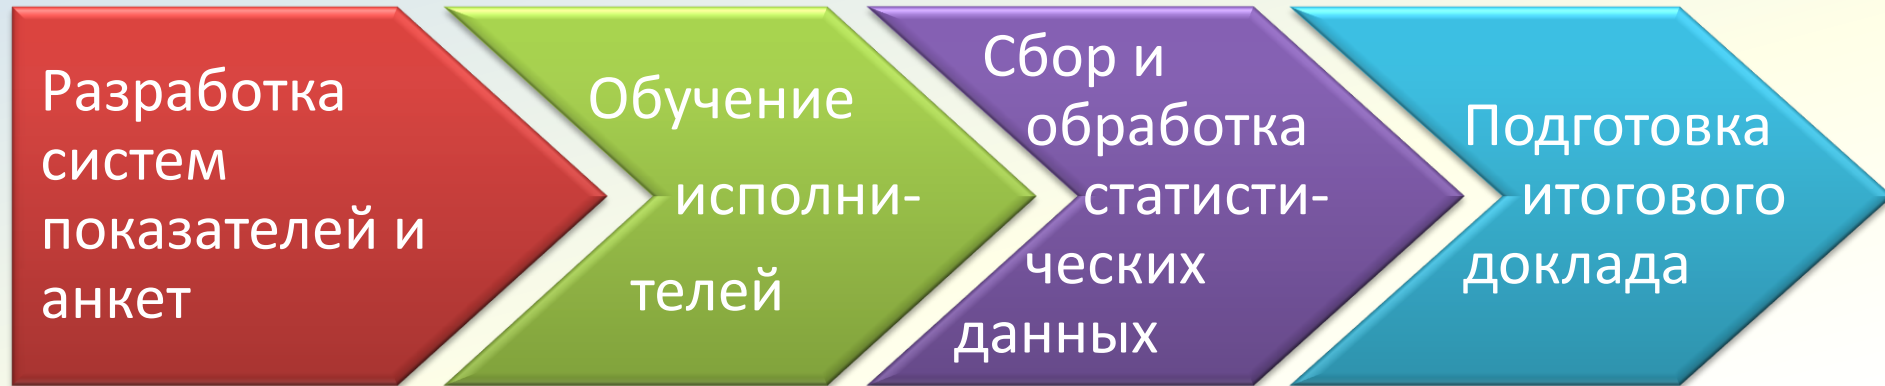 Разработка
систем
показателей и
анкет
Обучение
исполни-
телей
Сбор и
обработка
статисти-
ческих
данных
Подготовка
итогового
доклада